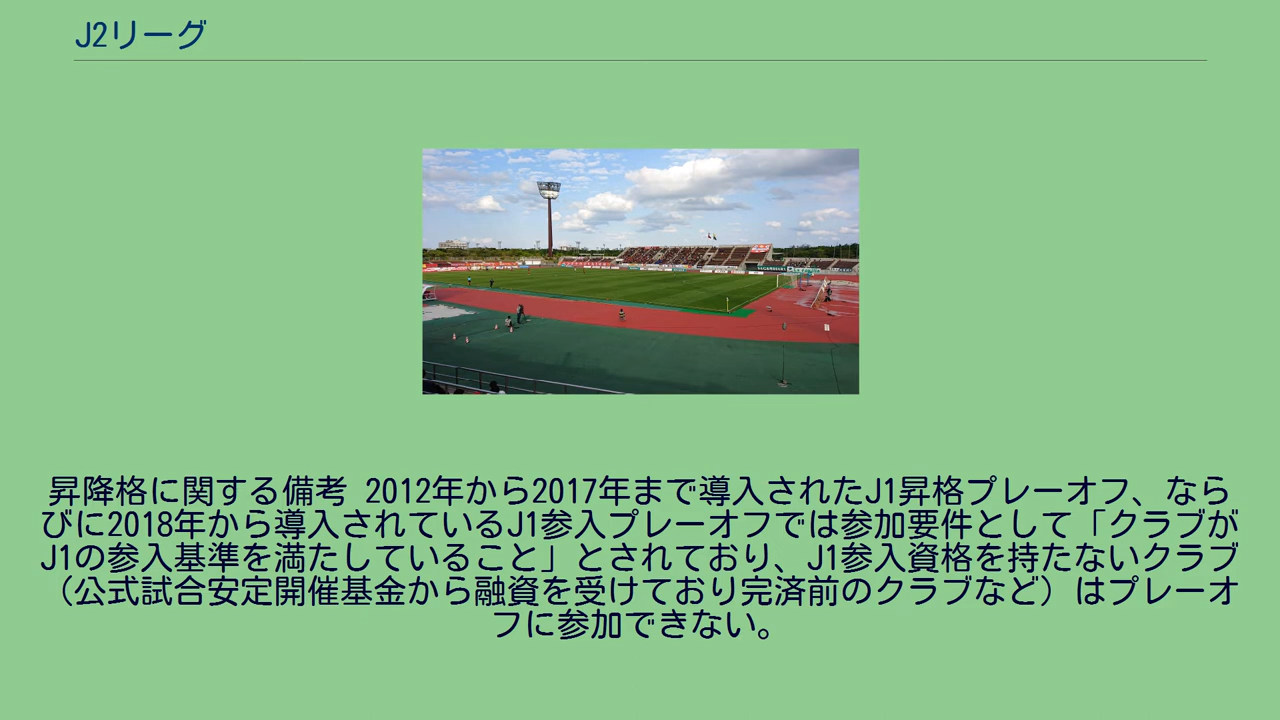 J2リーグ
昇降格に関する備考 2012年から2017年まで導入されたJ1昇格プレーオフ、なら
びに2018年から導入されているJ1参入プレーオフでは参加要件として「クラブが
J1の参入基準を満たしていること」とされており、J1参入資格を持たないクラブ
（公式試合安定開催基金から融資を受けており完済前のクラブなど）はプレーオ
フに参加できない。